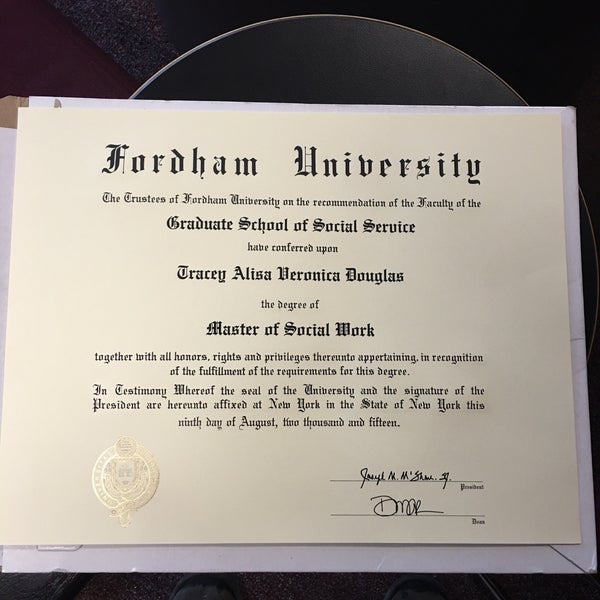 Fordham University
The Trustees of Fordham University on the recommendation of the Faculty of the
Graduate School of Social Service
have conferred upon
Tracey Alisa Veronica Douglas
the degree of
Master of Social Work
together with all honors, rights and privileges thereunto appertaining, in recognition
of the fulfillment of the requirements for this degree.
In Testimony Whereof the seal of the University and the signature of the
President are hereunto affixed at New York in the State of New York this
ninth day of August, two thousand and fifteen.
Joseph M. McShane, SJ.
President
Dean